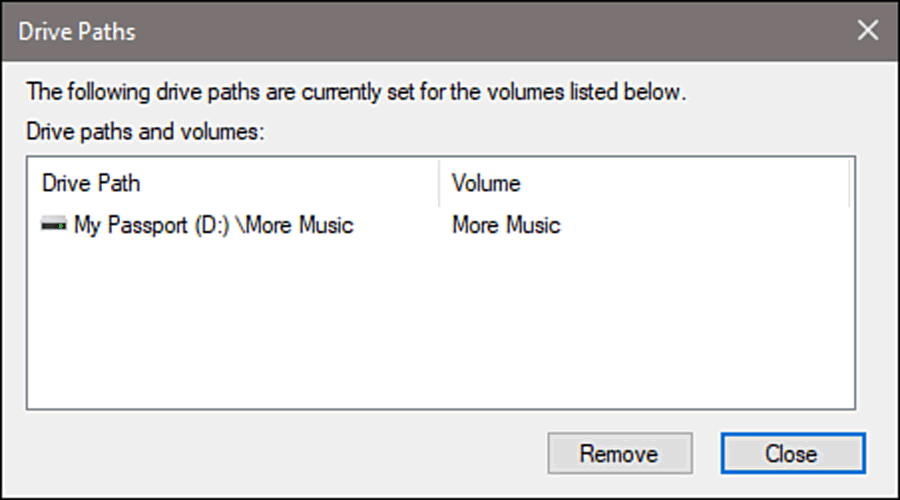 Drive Paths
The following drive paths are currently set for the volumes listed below.
Drive paths and volumes:
Drive Path Volume
My Passport (D:) \More Music More Music
Remove Close